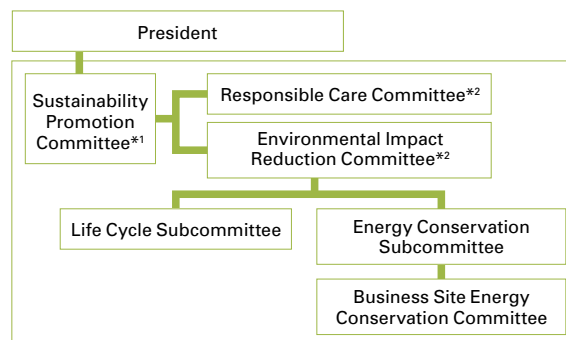 President
Sustainability
Promotion
Committee*1
Responsible Care Committee*2
Environmental Impact
Reduction Committee*2
Life Cycle Subcommittee
Energy Conservation
Subcommittee
Business Site Energy
Conservation Committee